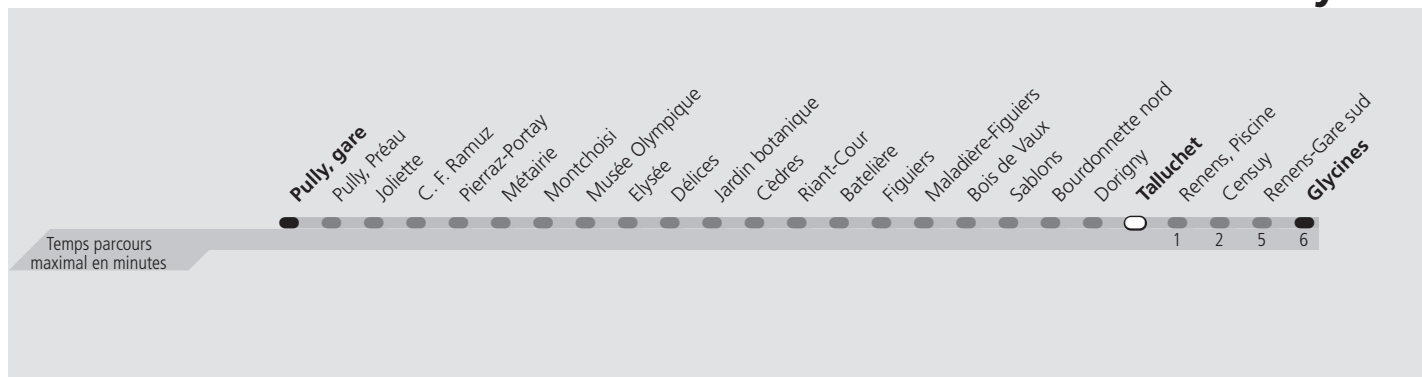 Pully, gare
Pully, Préau
Joliette
C. F. Ramuz
Pierraz-Portay
Métairie
Montchoisi
Musée Olympique
Elysée
Délices
Jardin botanique
Cèdres
Riant-Cour
Batelière
Figuiers
Maladière-Figuiers
Bois de Vaux
Sablons
Bourdonnette nord
Dorigny
Talluchet
Renens, Piscine
Censuy
Renens-Gare sud
Glycines
Temps parcours
maximal en minutes
1 2 5 6